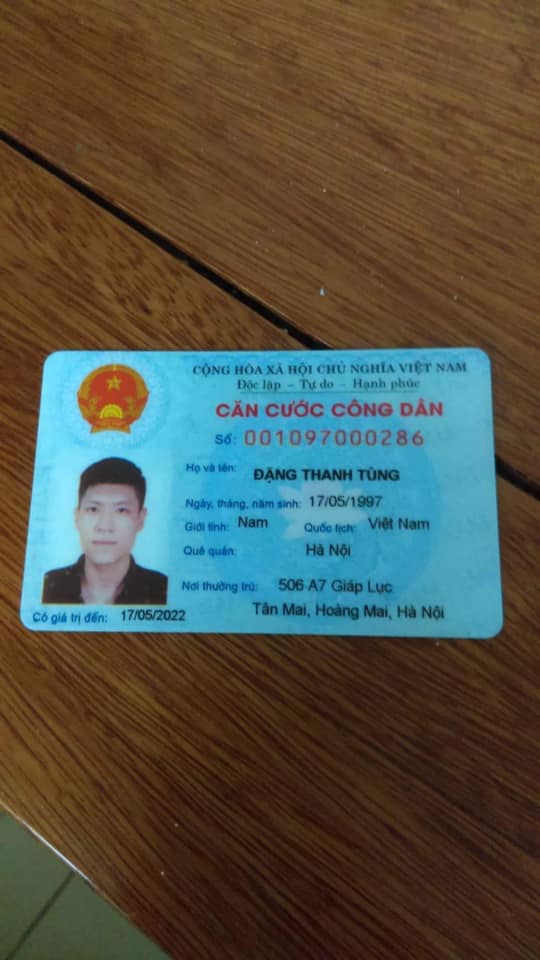 CỘNG HÒA XÃ HỘI CHỦ NGHĨA VIỆT NAM
Độc lập – Tự do – Hạnh phúc
CĂN CƯỚC CÔNG DÂN
Số: 001097000286
Họ và tên: ĐẶNG THANH TÙNG
Ngày, tháng, năm sinh: 17/05/1997
Giới tính: Nam Quốc tịch: Việt Nam
Quê quán: Hà Nội
Nơi thường trú: 506 A7 Giáp Lục
Tân Mai, Hoàng Mai, Hà Nội
Có giá trị đến: 17/05/2022